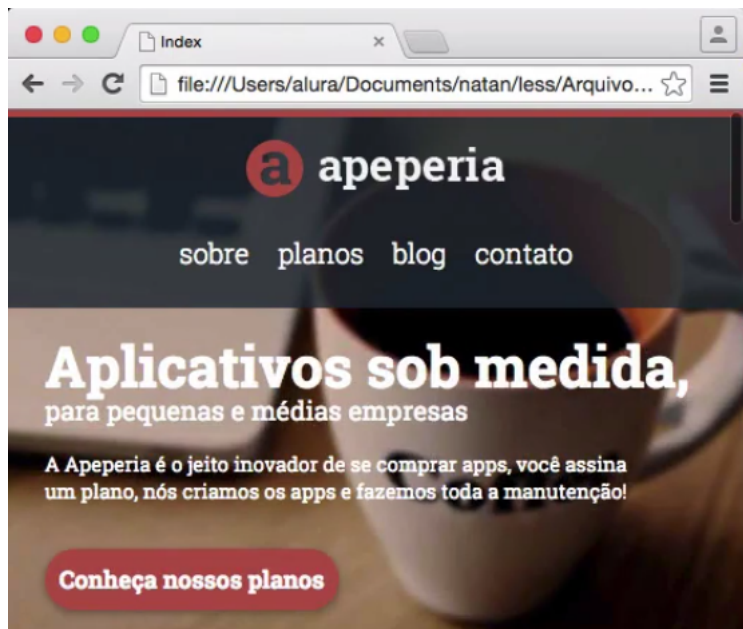 Index
file:///Users/alura/Documents/natan/less/Arquivo...
a apeperia
sobre planos blog contato
Aplicativos sob medida,
para pequenas e médias empresas
A Apeperia é o jeito inovador de se comprar apps, você assina
um plano, nós criamos os apps e fazemos toda a manutenção!
Conheça nossos planos